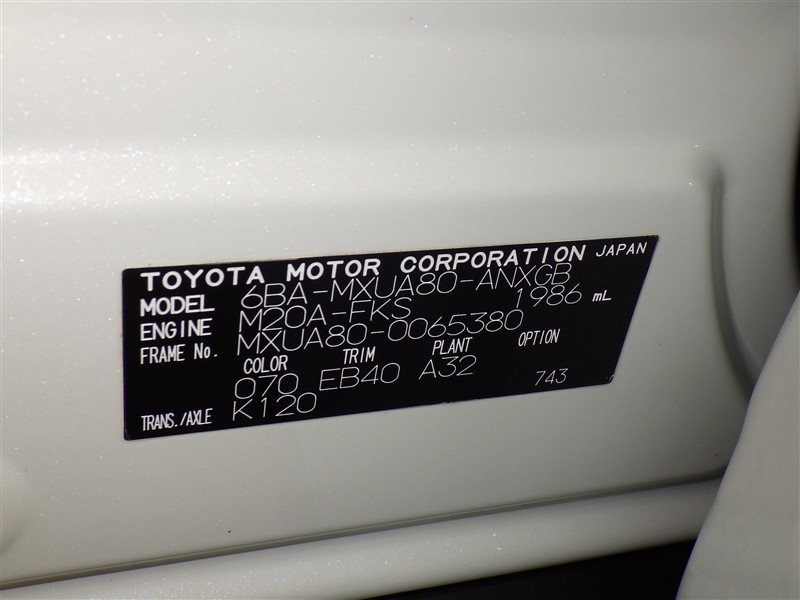 TOYOTA MOTOR CORPORATION JAPAN
MODEL 6BA-MXUA80-ANXGB
ENGINE M20A-FKS 1986 mL
FRAME No. MXUA80-0065380
COLOR TRIM PLANT OPTION
070 EB40 A32
TRANS./AXLE K120 743